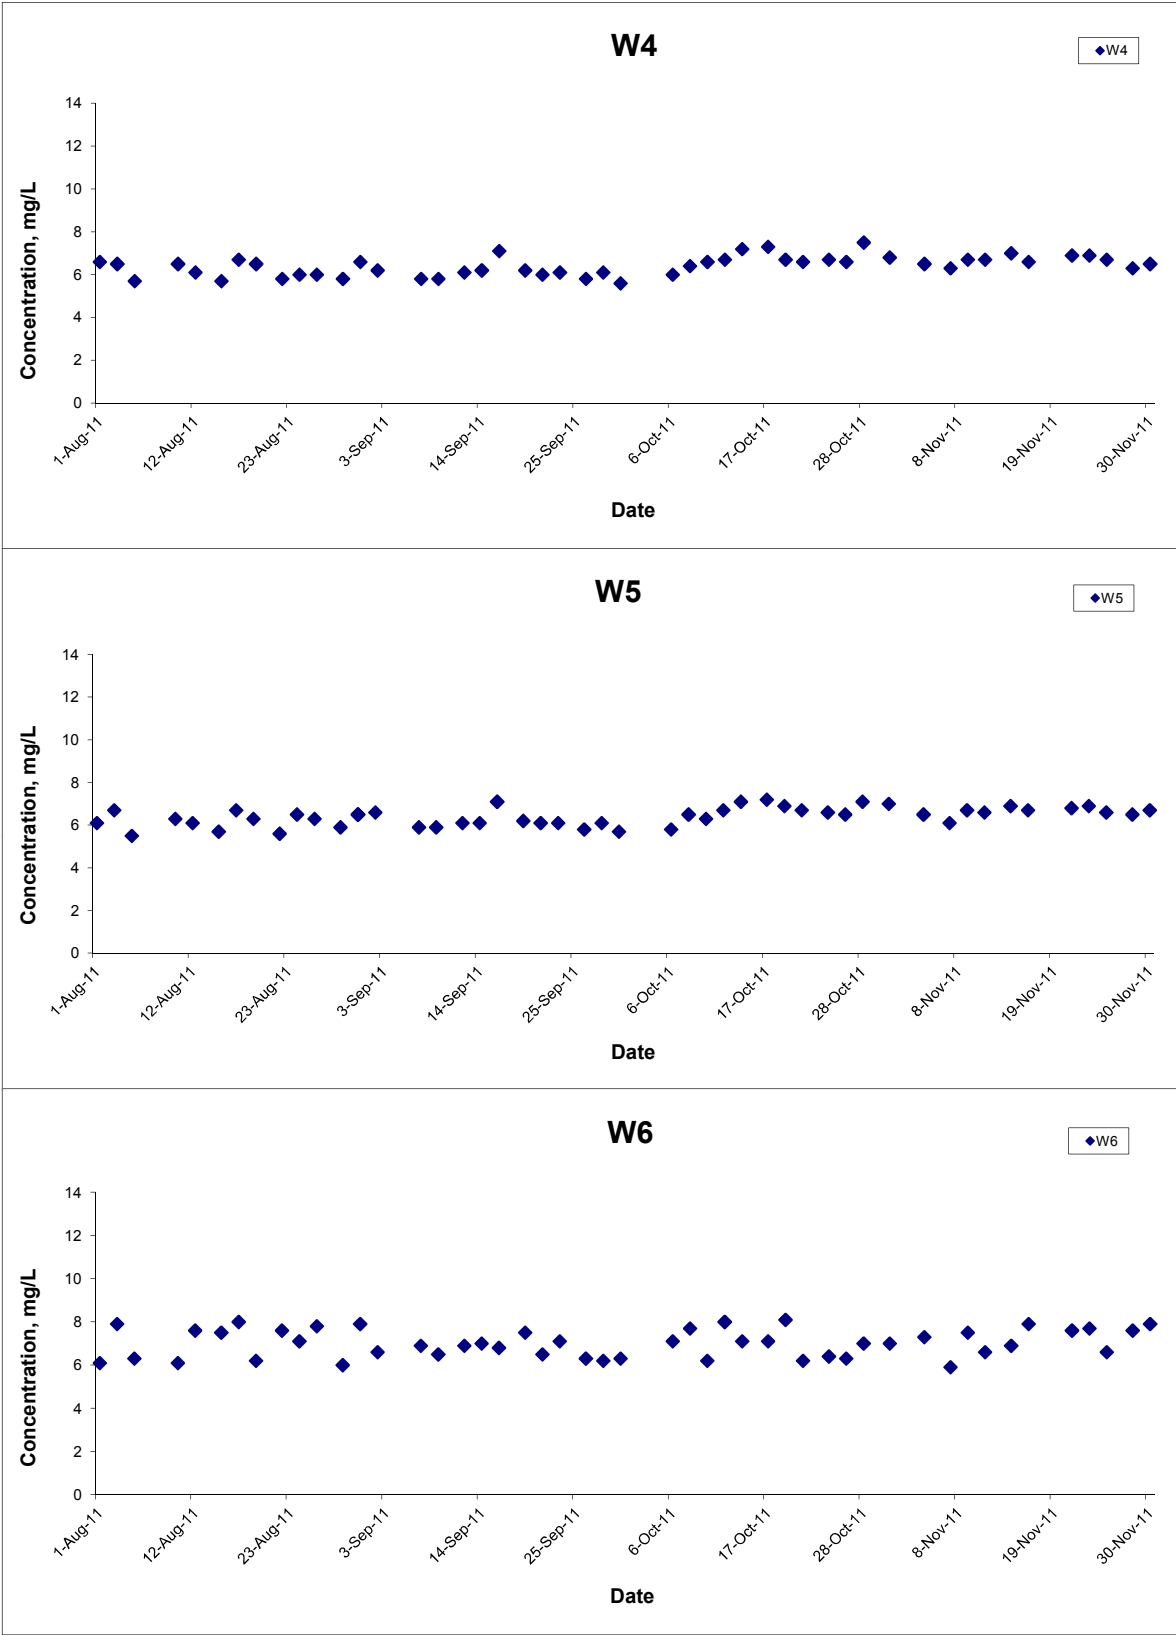 W4
W4
14
12
10
8
6
4
2
0
Concentration, mg/L
1-Aug-11
12-Aug-11
23-Aug-11
3-Sep-11
14-Sep-11
25-Sep-11
6-Oct-11
17-Oct-11
28-Oct-11
8-Nov-11
19-Nov-11
30-Nov-11
Date
W5
W5
14
12
10
8
6
4
2
0
Concentration, mg/L
1-Aug-11
12-Aug-11
23-Aug-11
3-Sep-11
14-Sep-11
25-Sep-11
6-Oct-11
17-Oct-11
28-Oct-11
8-Nov-11
19-Nov-11
30-Nov-11
Date
W6
W6
14
12
10
8
6
4
2
0
Concentration, mg/L
1-Aug-11
12-Aug-11
23-Aug-11
3-Sep-11
14-Sep-11
25-Sep-11
6-Oct-11
17-Oct-11
28-Oct-11
8-Nov-11
19-Nov-11
30-Nov-11
Date